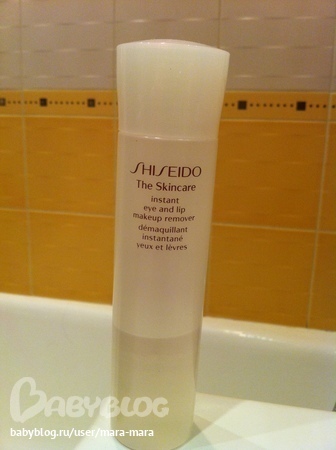 SHISEIDO
The Skincare
instant
eye and lip
makeup remover
démaquillant
instantané
yeux et lèvres
BABYBLOG
babyblog.ru/user/mara-mara